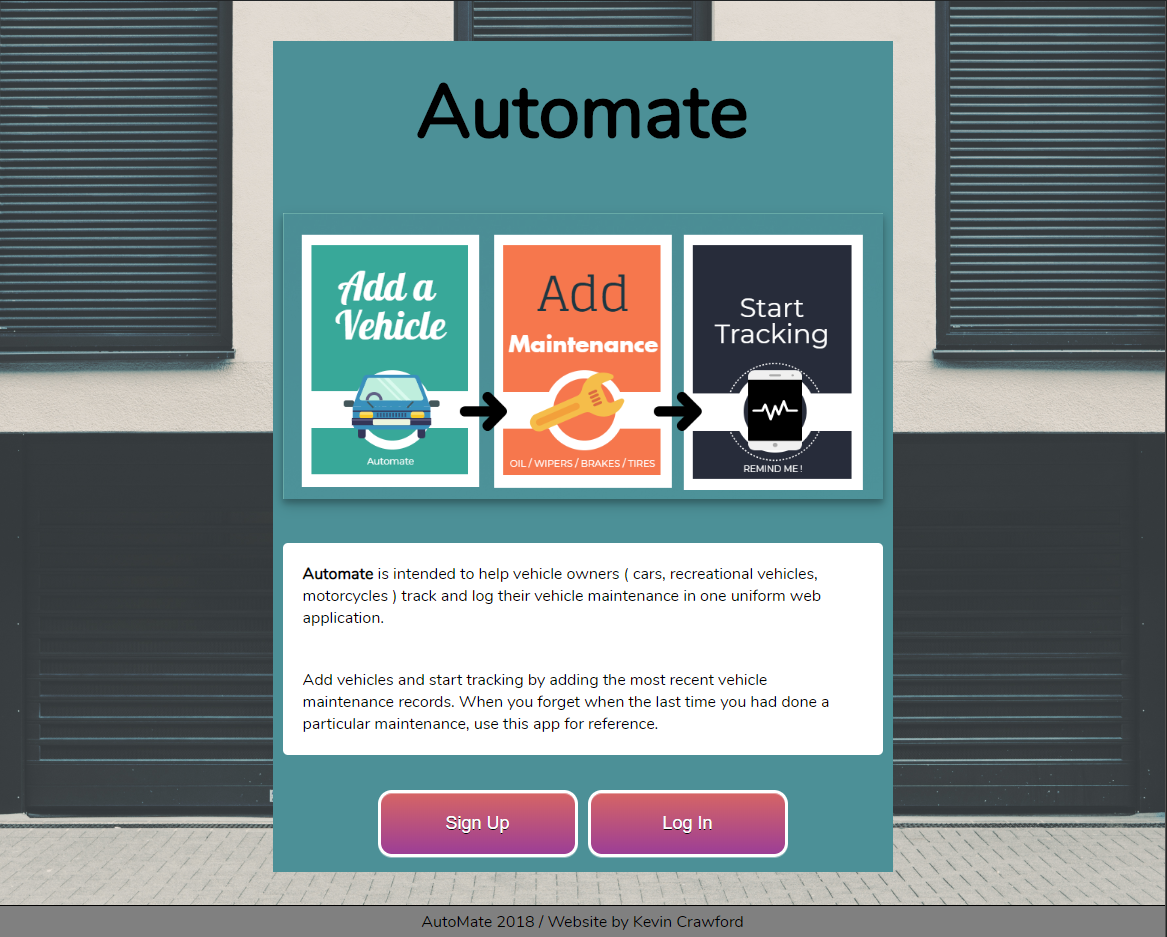 Automate
Add a
Vehicle
Automate
Add
Maintenance
OIL / WIPERS / BRAKES / TIRES
Start
Tracking
REMIND ME !
Automate is intended to help vehicle owners ( cars, recreational vehicles,
motorcycles ) track and log their vehicle maintenance in one uniform web
application.
Add vehicles and start tracking by adding the most recent vehicle
maintenance records. When you forget when the last time you had done a
particular maintenance, use this app for reference.
Sign Up
Log In
AutoMate 2018 / Website by Kevin Crawford